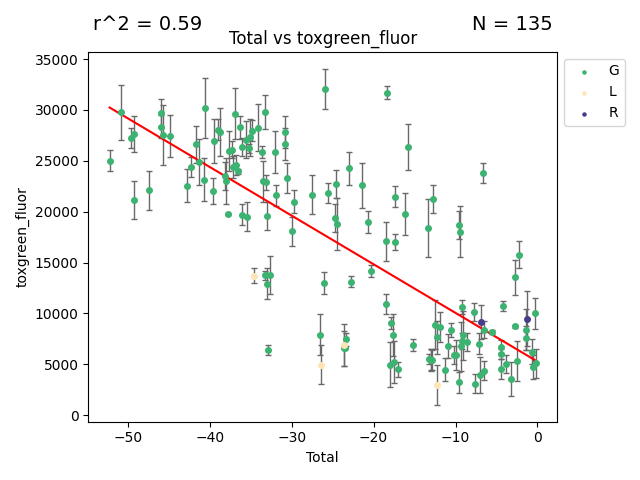 r^2 = 0.59
N = 135
Total vs toxgreen_fluor
35000
30000
25000
20000
15000
10000
5000
0
toxgreen_fluor
−50
−40
−30
−20
−10
0
Total
G
L
R